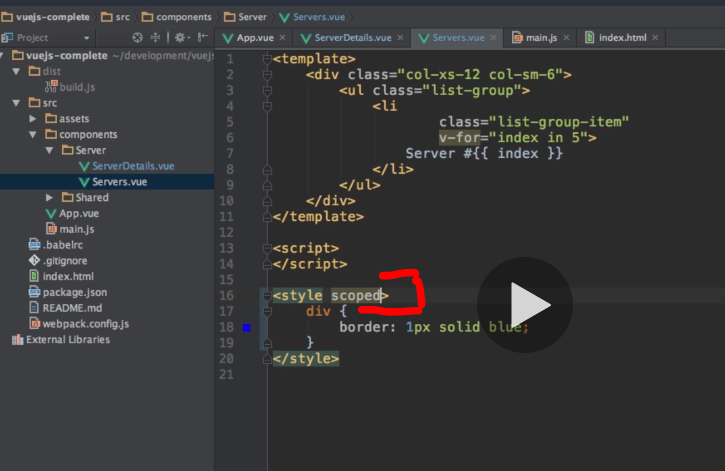 vuejs-complete src components Server Servers.vue
Project
App.vue ServerDetails.vue Servers.vue main.js index.html
vuejs-complete ~/development/vuejs
dist
build.js
src
assets
components
Server
ServerDetails.vue
Servers.vue
Shared
App.vue
main.js
.babelrc
.gitignore
index.html
package.json
README.md
webpack.config.js
External Libraries
1 <template>
2 <div class="col-xs-12 col-sm-6">
3 <ul class="list-group">
4 <li
5 class="list-group-item"
6 v-for="index in 5">
7 Server #{{ index }}
8 </li>
9 </ul>
10 </div>
11 </template>
12
13 <script>
14 </script>
15
16 <style scoped>
17 div {
18 border: 1px solid blue;
19 }
20 </style>
21